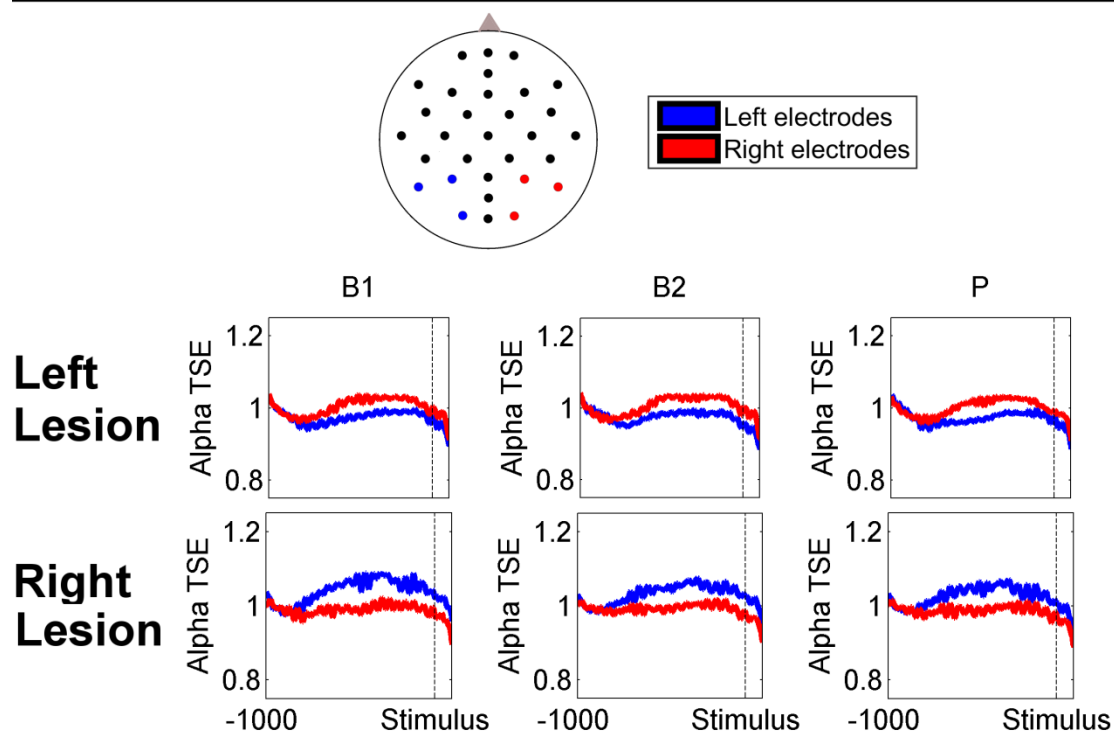 Left electrodes
Right electrodes
B1
B2
P
Left
Lesion
Alpha TSE
1.2
1
0.8
Alpha TSE
1.2
1
0.8
Alpha TSE
1.2
1
0.8
Right
Lesion
Alpha TSE
1.2
1
0.8
Alpha TSE
1.2
1
0.8
Alpha TSE
1.2
1
0.8
-1000 Stimulus
-1000 Stimulus
-1000 Stimulus